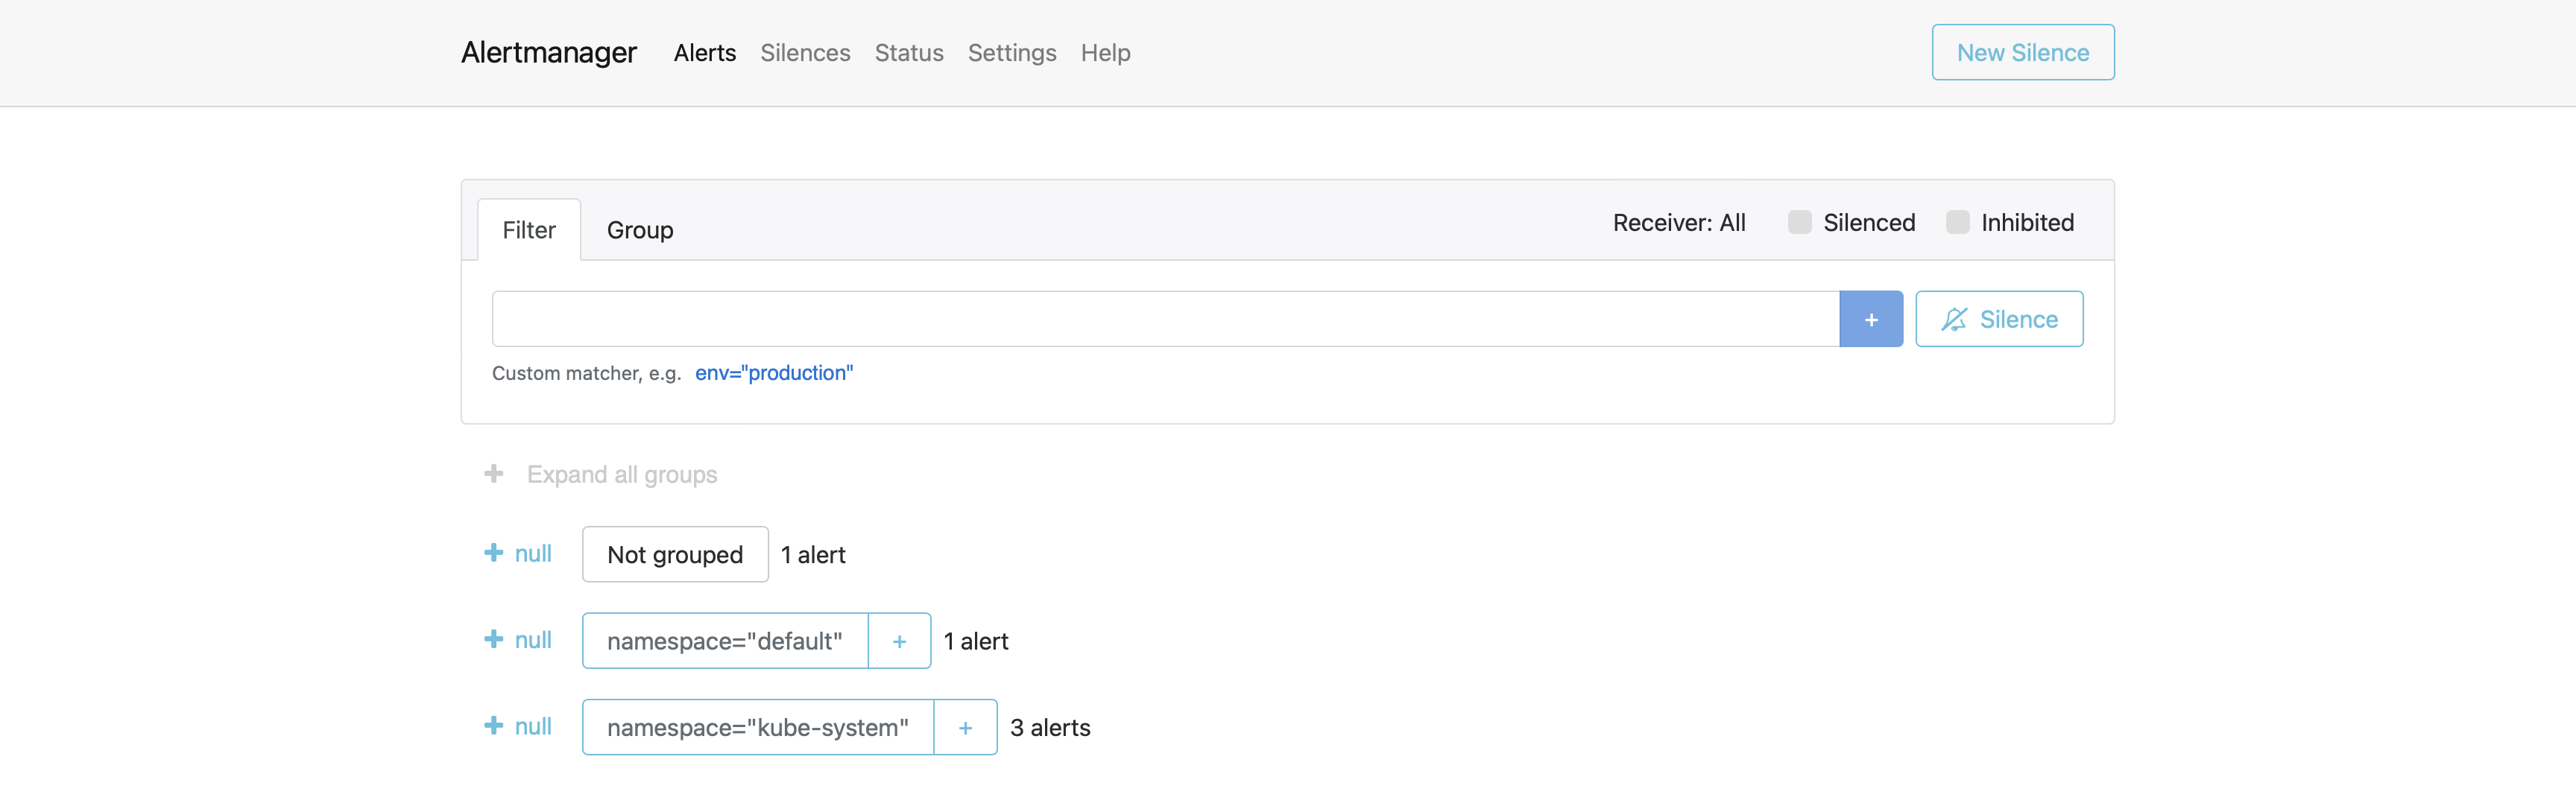 Alertmanager Alerts Silences Status Settings Help New Silence
Filter Group Receiver: All Silenced Inhibited
+ Silence
Custom matcher, e.g. env="production"
+ Expand all groups
+ null Not grouped 1 alert
+ null namespace="default" + 1 alert
+ null namespace="kube-system" + 3 alerts